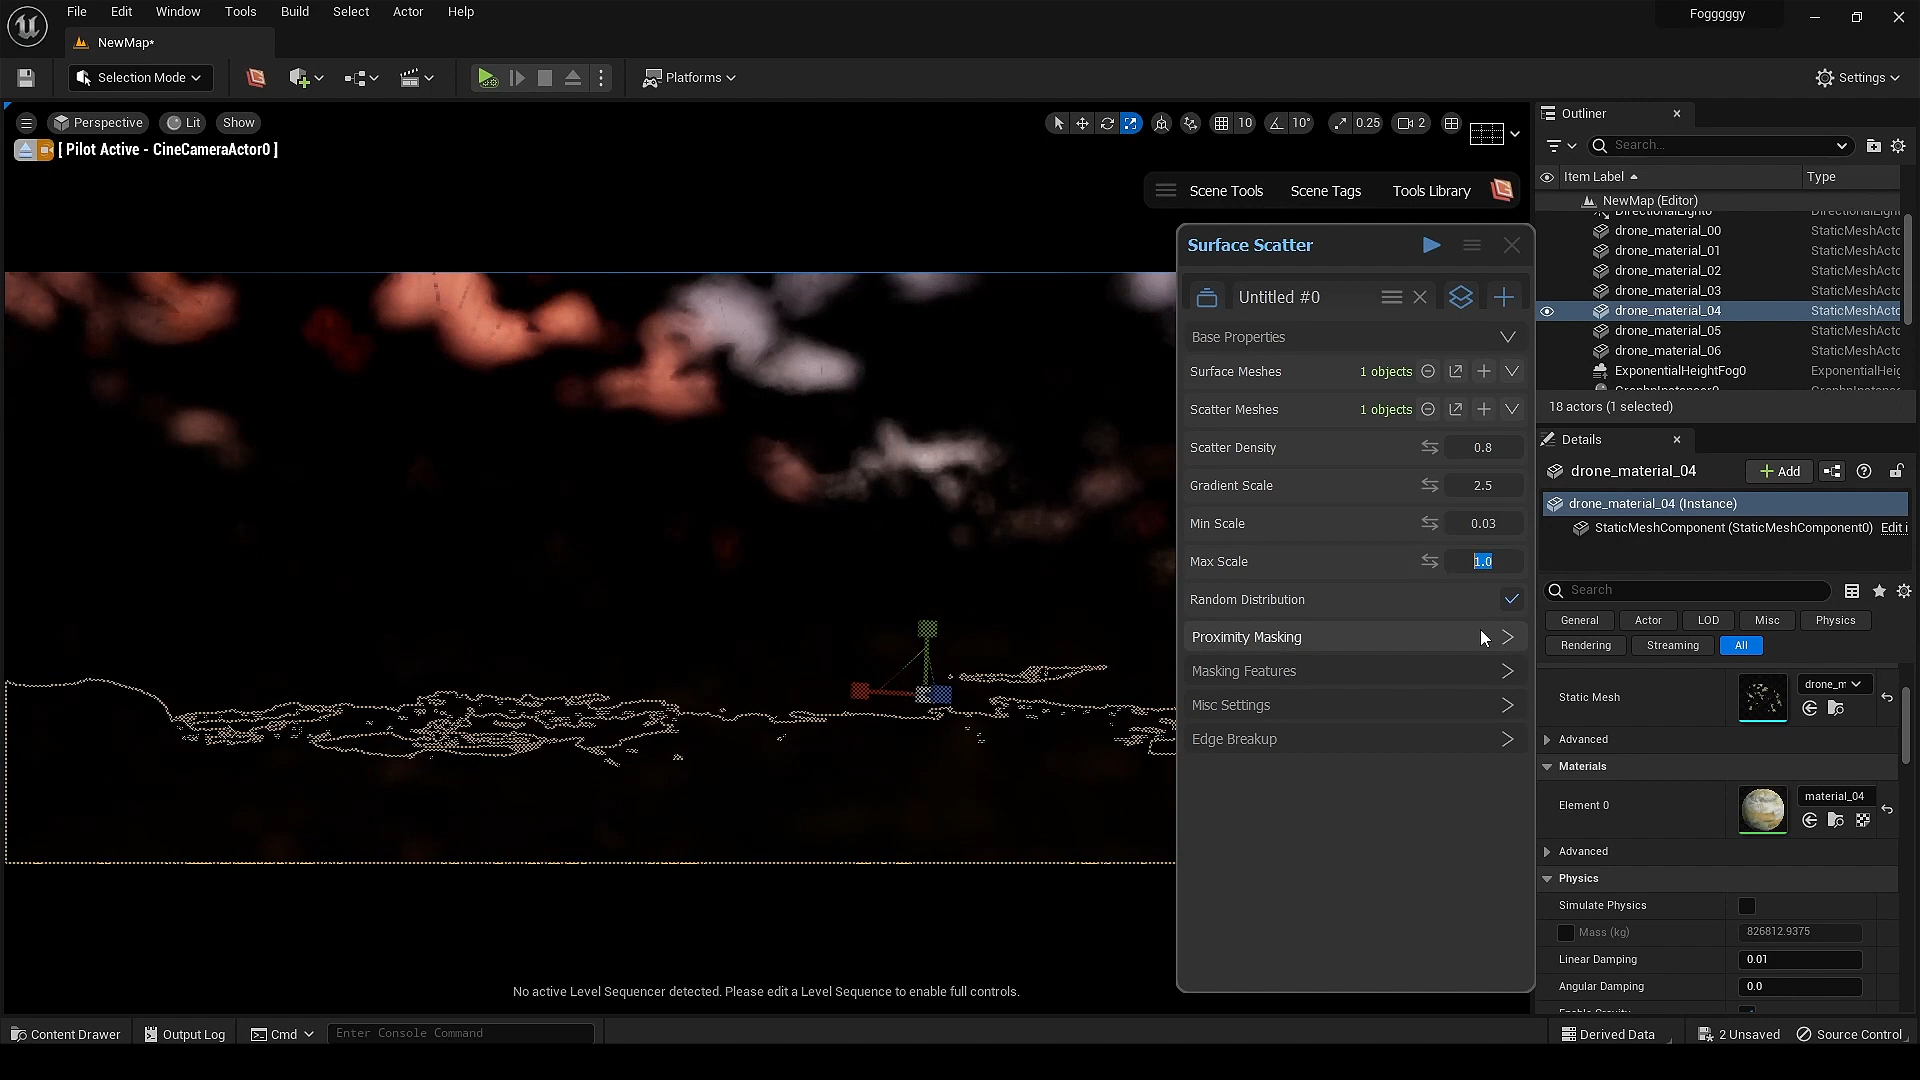 File Edit Window Tools Build Select Actor Help
Fogggggy
NewMap*
Selection Mode
Platforms
Settings
Perspective Lit Show
10 10° 0.25 2
[ Pilot Active - CineCameraActor0 ]
Scene Tools Scene Tags Tools Library
Surface Scatter
Untitled #0
Base Properties
Surface Meshes 1 objects
Scatter Meshes 1 objects
Scatter Density 0.8
Gradient Scale 2.5
Min Scale 0.03
Max Scale 1.0
Random Distribution
Proximity Masking
Masking Features
Misc Settings
Edge Breakup
No active Level Sequencer detected. Please edit a Level Sequence to enable full controls.
Outliner
Search...
Item Label Type
NewMap (Editor)
drone_material_00 StaticMeshActo
drone_material_01 StaticMeshActo
drone_material_02 StaticMeshActo
drone_material_03 StaticMeshActo
drone_material_04 StaticMeshActo
drone_material_05 StaticMeshActo
drone_material_06 StaticMeshActo
ExponentialHeightFog0 ExponentialHeig
18 actors (1 selected)
Details
drone_material_04 Add
drone_material_04 (Instance)
StaticMeshComponent (StaticMeshComponent0) Edit i
Search
General Actor LOD Misc Physics
Rendering Streaming All
Static Mesh drone_m
Advanced
Materials
Element 0 material_04
Advanced
Physics
Simulate Physics
Mass (kg) 826812.9375
Linear Damping 0.01
Angular Damping 0.0
Content Drawer Output Log Cmd Enter Console Command Derived Data 2 Unsaved Source Control